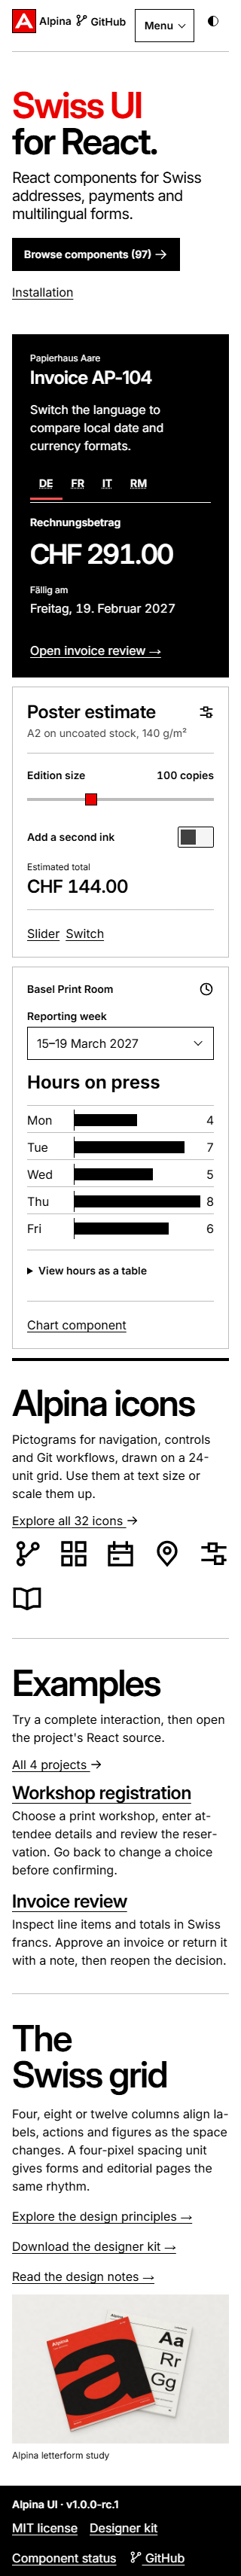 Alpina GitHub Menu
Swiss UI
for React.
React components for Swiss
addresses, payments and
multilingual forms.
Browse components (97) →
Installation
Papierhaus Aare
Invoice AP-104
Switch the language to
compare local date and
currency formats.
DE FR IT RM
Rechnungsbetrag
CHF 291.00
Fällig am
Freitag, 19. Februar 2027
Open invoice review →
Poster estimate
A2 on uncoated stock, 140 g/m²
Edition size 100 copies
Add a second ink
Estimated total
CHF 144.00
Slider Switch
Basel Print Room
Reporting week
15–19 March 2027
Hours on press
Mon 4
Tue 7
Wed 5
Thu 8
Fri 6
View hours as a table
Chart component
Alpina icons
Pictograms for navigation, controls
and Git workflows, drawn on a 24-
unit grid. Use them at text size or
scale them up.
Explore all 32 icons →
Examples
Try a complete interaction, then open
the project's React source.
All 4 projects →
Workshop registration
Choose a print workshop, enter at-
tendee details and review the reser-
vation. Go back to change a choice
before confirming.
Invoice review
Inspect line items and totals in Swiss
francs. Approve an invoice or return it
with a note, then reopen the decision.
The
Swiss grid
Four, eight or twelve columns align la-
bels, actions and figures as the space
changes. A four-pixel spacing unit
gives forms and editorial pages the
same rhythm.
Explore the design principles →
Download the designer kit →
Read the design notes →
Aa
Rr
a
Alpina letterform study
Alpina UI · v1.0.0-rc.1
MIT license Designer kit
Component status GitHub